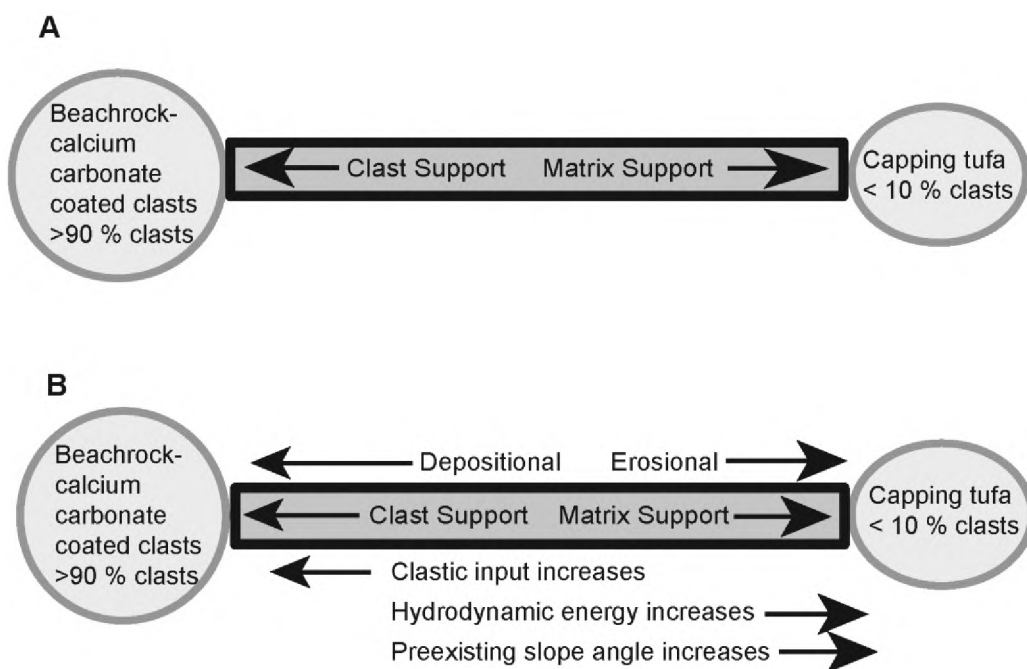 A
Beachrock-
calcium
carbonate
coated clasts
>90 % clasts
Clast Support Matrix Support
Capping tufa
< 10 % clasts
B
Beachrock-
calcium
carbonate
coated clasts
>90 % clasts
Depositional Erosional
Clast Support Matrix Support
Clastic input increases
Hydrodynamic energy increases
Preexisting slope angle increases
Capping tufa
< 10 % clasts